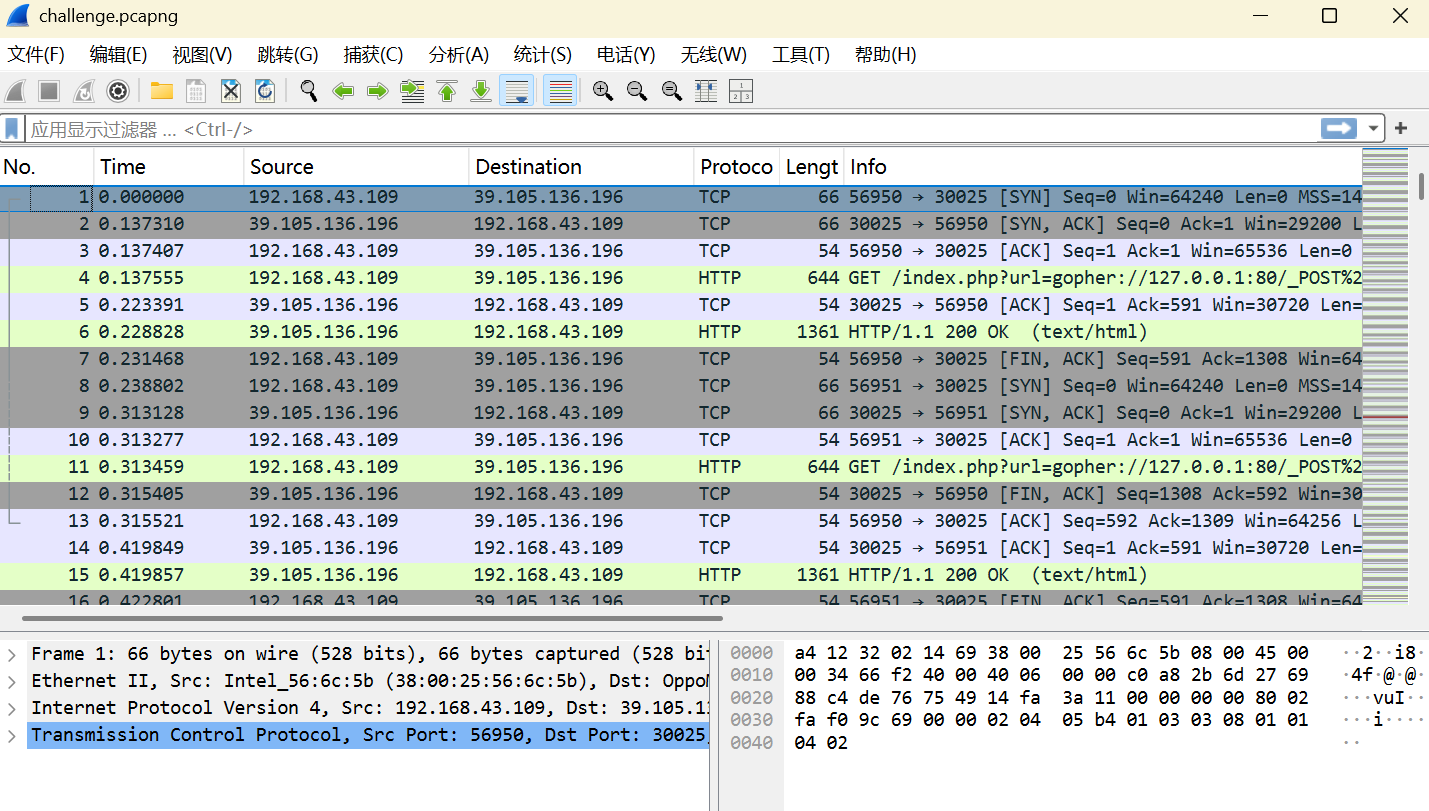 challenge.pcapng
文件(F) 编辑(E) 视图(V) 跳转(G) 捕获(C) 分析(A) 统计(S) 电话(Y) 无线(W) 工具(T) 帮助(H)
应用显示过滤器 … <Ctrl-/>
No. Time Source Destination Protoco Lengt Info
1 0.000000 192.168.43.109 39.105.136.196 TCP 66 56950 → 30025 [SYN] Seq=0 Win=64240 Len=0 MSS=14
2 0.137310 39.105.136.196 192.168.43.109 TCP 66 30025 → 56950 [SYN, ACK] Seq=0 Ack=1 Win=29200 L
3 0.137407 192.168.43.109 39.105.136.196 TCP 54 56950 → 30025 [ACK] Seq=1 Ack=1 Win=65536 Len=0
4 0.137555 192.168.43.109 39.105.136.196 HTTP 644 GET /index.php?url=gopher://127.0.0.1:80/_POST%2
5 0.223391 39.105.136.196 192.168.43.109 TCP 54 30025 → 56950 [ACK] Seq=1 Ack=591 Win=30720 Len=
6 0.228828 39.105.136.196 192.168.43.109 HTTP 1361 HTTP/1.1 200 OK (text/html)
7 0.231468 192.168.43.109 39.105.136.196 TCP 54 56950 → 30025 [FIN, ACK] Seq=591 Ack=1308 Win=64
8 0.238802 192.168.43.109 39.105.136.196 TCP 66 56951 → 30025 [SYN] Seq=0 Win=64240 Len=0 MSS=14
9 0.313128 39.105.136.196 192.168.43.109 TCP 66 30025 → 56951 [SYN, ACK] Seq=0 Ack=1 Win=29200 L
10 0.313277 192.168.43.109 39.105.136.196 TCP 54 56951 → 30025 [ACK] Seq=1 Ack=1 Win=65536 Len=0
11 0.313459 192.168.43.109 39.105.136.196 HTTP 644 GET /index.php?url=gopher://127.0.0.1:80/_POST%2
12 0.315405 39.105.136.196 192.168.43.109 TCP 54 30025 → 56950 [FIN, ACK] Seq=1308 Ack=592 Win=30
13 0.315521 192.168.43.109 39.105.136.196 TCP 54 56950 → 30025 [ACK] Seq=592 Ack=1309 Win=64256 L
14 0.419849 39.105.136.196 192.168.43.109 TCP 54 30025 → 56951 [ACK] Seq=1 Ack=591 Win=30720 Len=
15 0.419857 39.105.136.196 192.168.43.109 HTTP 1361 HTTP/1.1 200 OK (text/html)
16 0.422801 192.168.43.109 39.105.136.196 TCP 54 56951 → 30025 [FIN, ACK] Seq=591 Ack=1308 Win=64
Frame 1: 66 bytes on wire (528 bits), 66 bytes captured (528 bi
Ethernet II, Src: Intel_56:6c:5b (38:00:25:56:6c:5b), Dst: OppoM
Internet Protocol Version 4, Src: 192.168.43.109, Dst: 39.105.13
Transmission Control Protocol, Src Port: 56950, Dst Port: 30025,
0000 a4 12 32 02 14 69 38 00 25 56 6c 5b 08 00 45 00 ··2··i8·
0010 00 34 66 f2 40 00 40 06 00 00 c0 a8 2b 6d 27 69 ·4f·@·@·
0020 88 c4 de 76 75 49 14 fa 3a 11 00 00 00 00 80 02 ···vuI··
0030 fa f0 9c 69 00 00 02 04 05 b4 01 03 03 08 01 01 ···i····
0040 04 02 ··